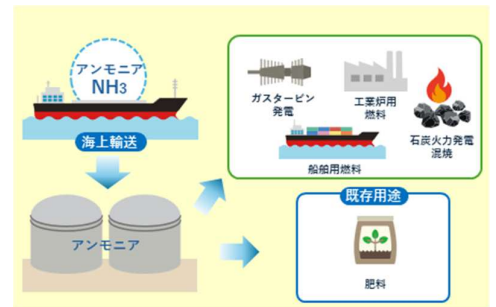 アンモニア
NH3
海上輸送
アンモニア
ガスタービン
発電
工業炉用
燃料
石炭火力発電
混焼
船舶用燃料
既存用途
肥料